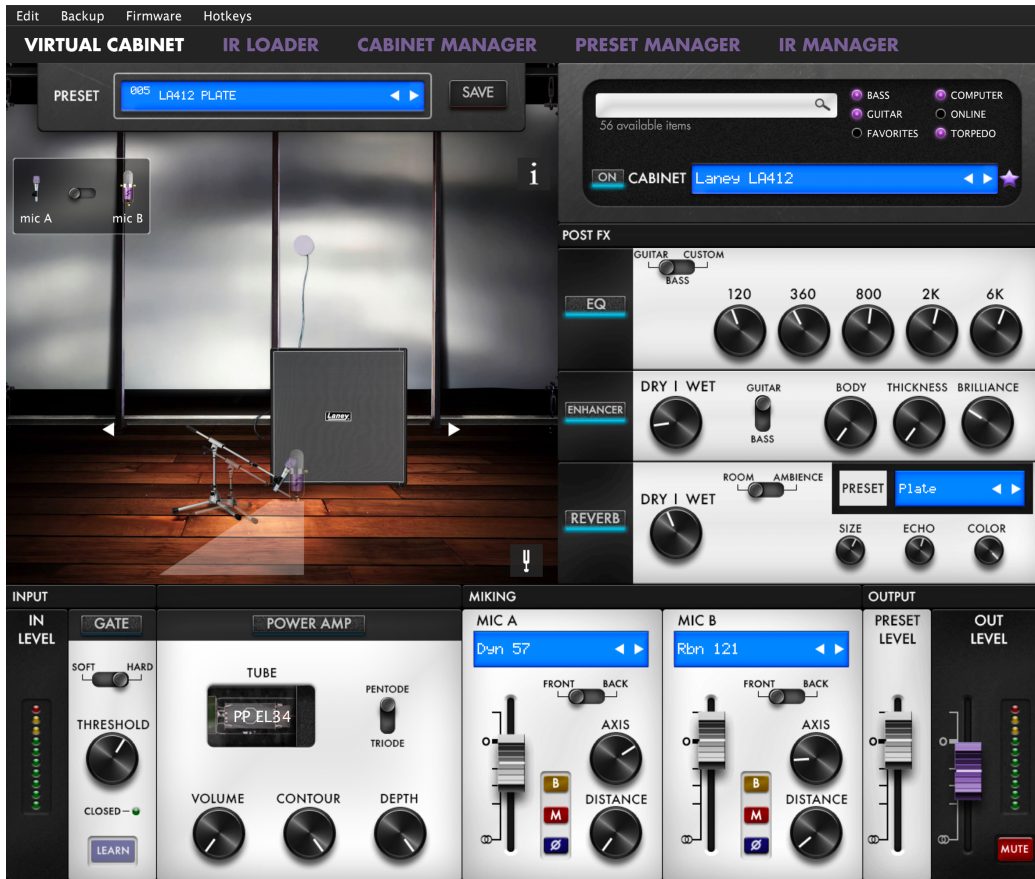 Edit Backup Firmware Hotkeys
VIRTUAL CABINET IR LOADER CABINET MANAGER PRESET MANAGER IR MANAGER
PRESET 005 LA412 PLATE SAVE
mic A mic B
i
Laney
56 available items
BASS COMPUTER
GUITAR ONLINE
FAVORITES TORPEDO
ON CABINET Laney LA412
POST FX
EQ
GUITAR CUSTOM
BASS
120 360 800 2K 6K
ENHANCER
DRY | WET
GUITAR
BASS
BODY THICKNESS BRILLIANCE
REVERB
DRY | WET
ROOM AMBIENCE
PRESET Plate
SIZE ECHO COLOR
INPUT
IN
LEVEL
GATE
SOFT HARD
THRESHOLD
CLOSED
LEARN
POWER AMP
TUBE
PP EL34
PENTODE
TRIODE
VOLUME CONTOUR DEPTH
MIKING
MIC A
Dyn 57
FRONT BACK
AXIS
DISTANCE
B
M
Ø
MIC B
Rbn 121
FRONT BACK
AXIS
DISTANCE
B
M
Ø
OUTPUT
PRESET
LEVEL
OUT
LEVEL
MUTE